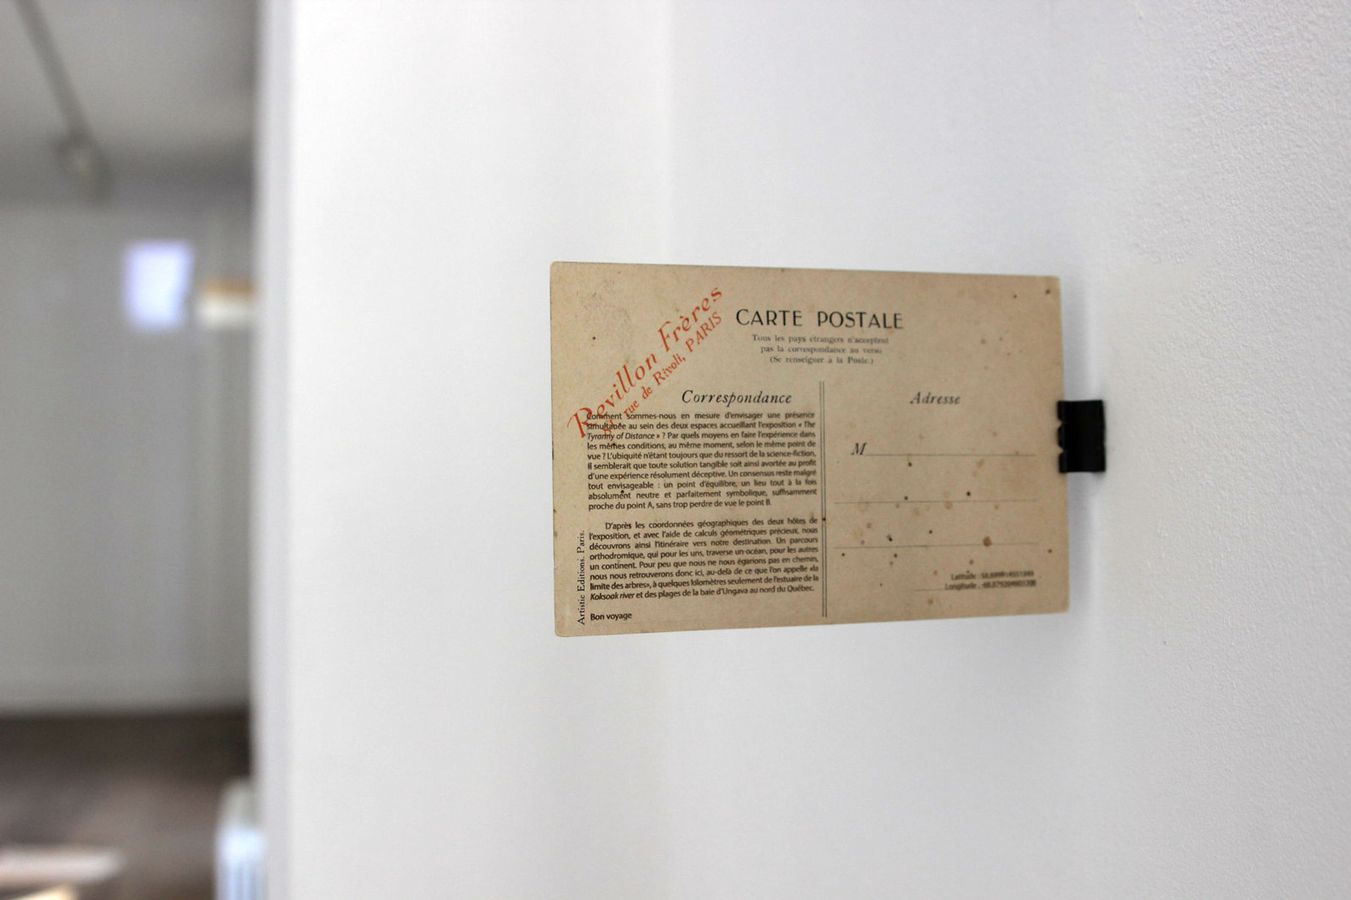 Revillon Frères
rue de Rivoli, PARIS
CARTE POSTALE
Tous les pays étrangers n'acceptent
pas la correspondance au verso
(Se renseigner à la Poste)
Correspondance
Comment sommes-nous en mesure d'envisager une présence
simultanée au sein des deux espaces accueillant l'exposition « The
Tyranny of Distance » ? Par quels moyens en faire l'expérience dans
les mêmes conditions, au même moment, selon le même point de
vue ? L'ubiquité n'étant toujours que du ressort de la science-fiction,
il semblerait que toute solution tangible soit ainsi avortée au profit
d'une expérience résolument déceptive. Un consensus reste malgré
tout envisageable : un point d'équilibre, un lieu tout à la fois
absolument neutre et parfaitement symbolique, suffisamment
proche du point A, sans trop perdre de vue le point B.
D'après les coordonnées géographiques des deux hôtes de
l'exposition, et avec l'aide de calculs géométriques précieux, nous
découvrons ainsi l'itinéraire vers notre destination. Un parcours
orthodromique, qui pour les uns, traverse un océan, pour les autres
un continent. Pour peu que nous ne nous égarions pas en chemin,
nous nous retrouverons donc ici, au-delà de ce que l'on appelle «la
limite des arbres», à quelques kilomètres seulement de l'estuaire de la
Koksoak river et des plages de la baie d'Ungava au nord du Québec.
Bon voyage
Artistic Editions. Paris.
Adresse
M
Latitude :
Longitude :